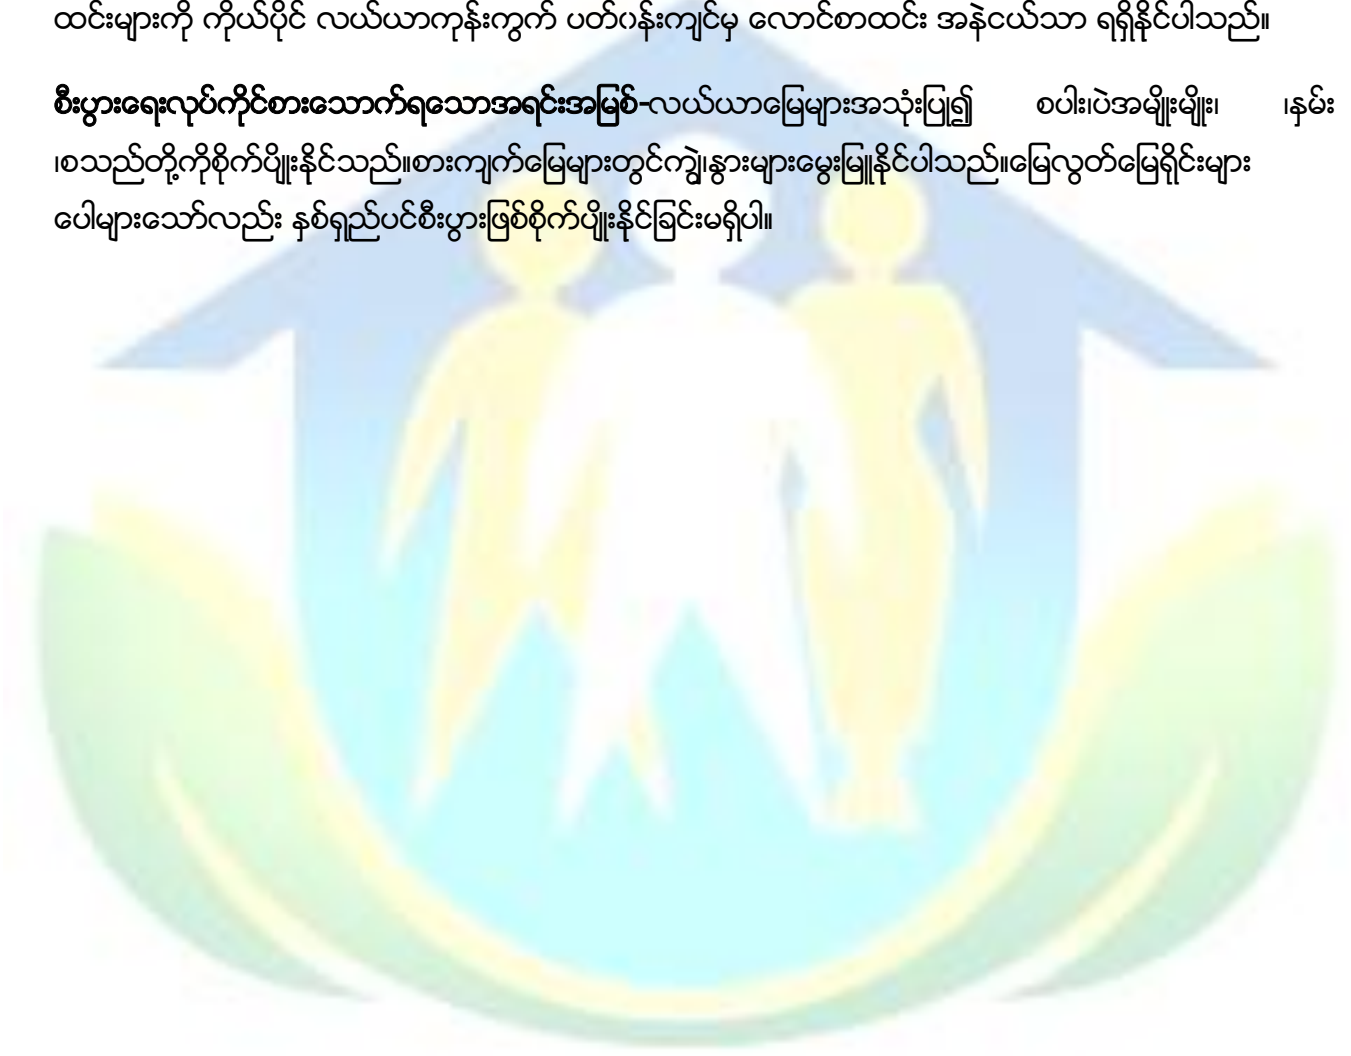 ထင်းများကို ကိုယ်ပိုင် လယ်ယာကုန်းကွက် ပတ်ဝန်းကျင်မှ လောင်စာထင်း အနဲငယ်သာ ရရှိနိုင်ပါသည်။
စီးပွားရေးလုပ်ကိုင်စားသောက်ရသောအရင်းအမြစ်-လယ်ယာမြေများအသုံးပြု၍ စပါး၊ပဲအမျိုးမျိုး၊ ၊နှမ်း
၊စသည်တို့ကိုစိုက်ပျိုးနိုင်သည်။စားကျက်မြေများတွင်ကျွဲ၊နွားများမွေးမြူနိုင်ပါသည်။မြေလွတ်မြေရိုင်းများ
ပေါများသော်လည်း နှစ်ရှည်ပင်စီးပွားဖြစ်စိုက်ပျိုးနိုင်ခြင်းမရှိပါ။